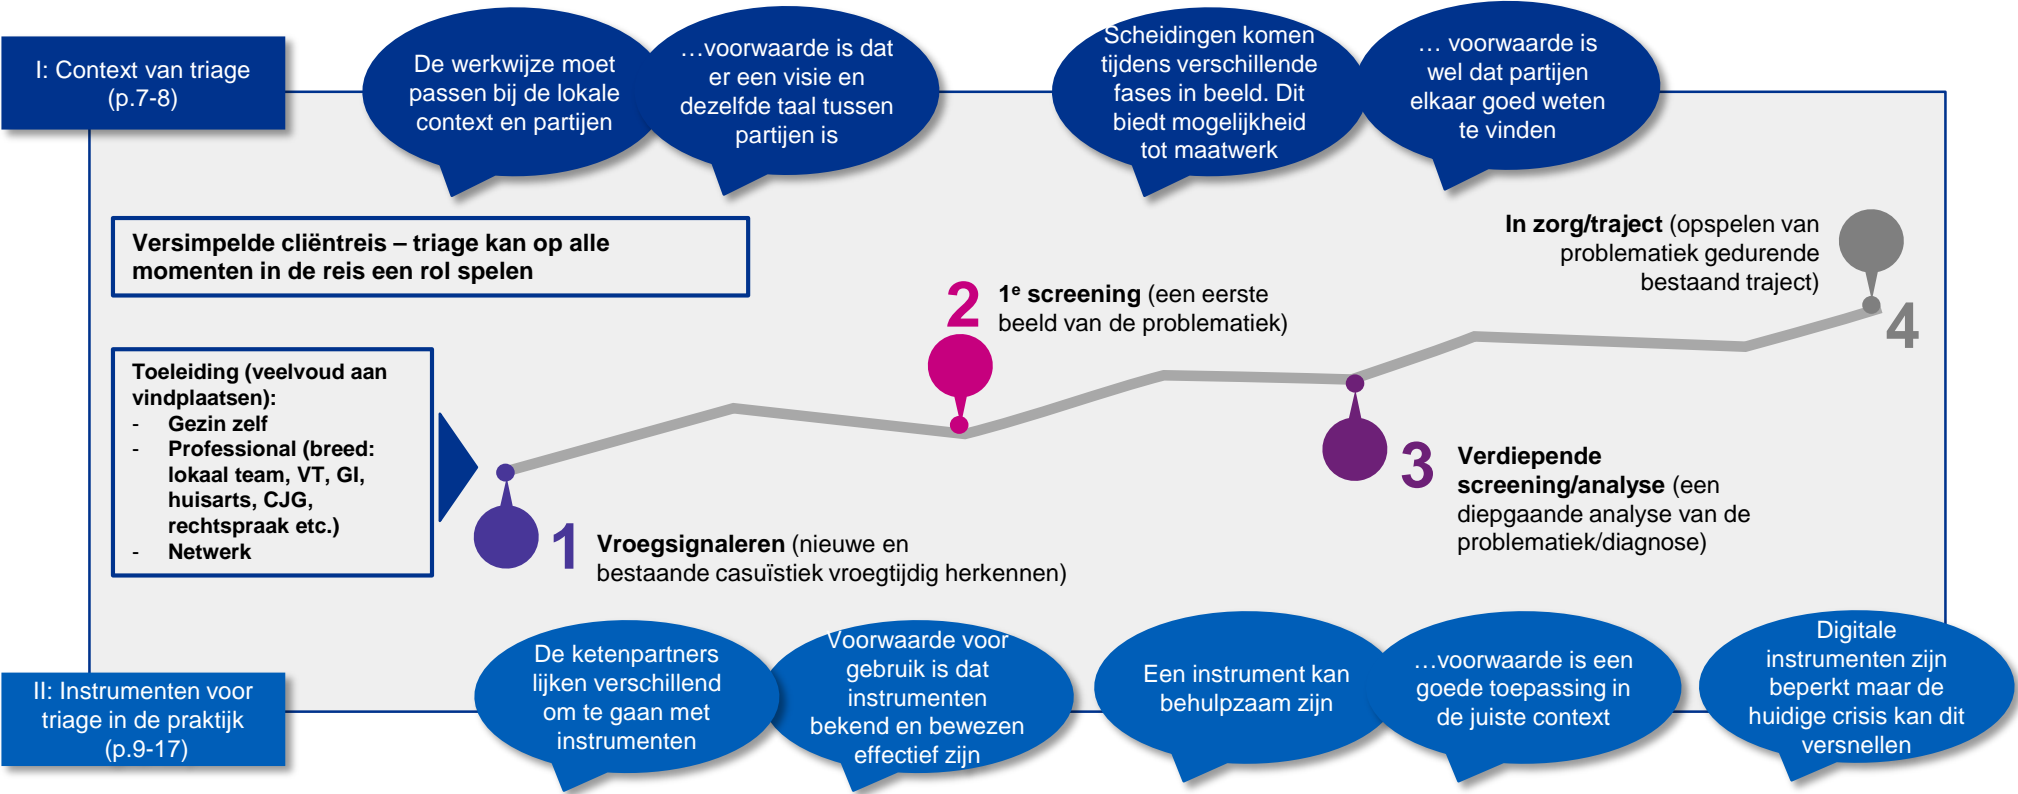 I: Context van triage
(p.7-8)
De werkwijze moet
passen bij de lokale
context en partijen
…voorwaarde is dat
er een visie en
dezelfde taal tussen
partijen is
Scheidingen komen
tijdens verschillende
fases in beeld. Dit
biedt mogelijkheid
tot maatwerk
… voorwaarde is
wel dat partijen
elkaar goed weten
te vinden
Versimpelde cliëntreis – triage kan op alle
momenten in de reis een rol spelen
In zorg/traject (opspelen van
problematiek gedurende
bestaand traject)
4
2
1e screening (een eerste
beeld van de problematiek)
Toeleiding (veelvoud aan
vindplaatsen):
- Gezin zelf
- Professional (breed:
lokaal team, VT, GI,
huisarts, CJG,
rechtspraak etc.)
- Netwerk
3
Verdiepende
screening/analyse (een
diepgaande analyse van de
problematiek/diagnose)
1
Vroegsignaleren (nieuwe en
bestaande casuïstiek vroegtijdig herkennen)
II: Instrumenten voor
triage in de praktijk
(p.9-17)
De ketenpartners
lijken verschillend
om te gaan met
instrumenten
Voorwaarde voor
gebruik is dat
instrumenten
bekend en bewezen
effectief zijn
Een instrument kan
behulpzaam zijn
…voorwaarde is een
goede toepassing in
de juiste context
Digitale
instrumenten zijn
beperkt maar de
huidige crisis kan dit
versnellen